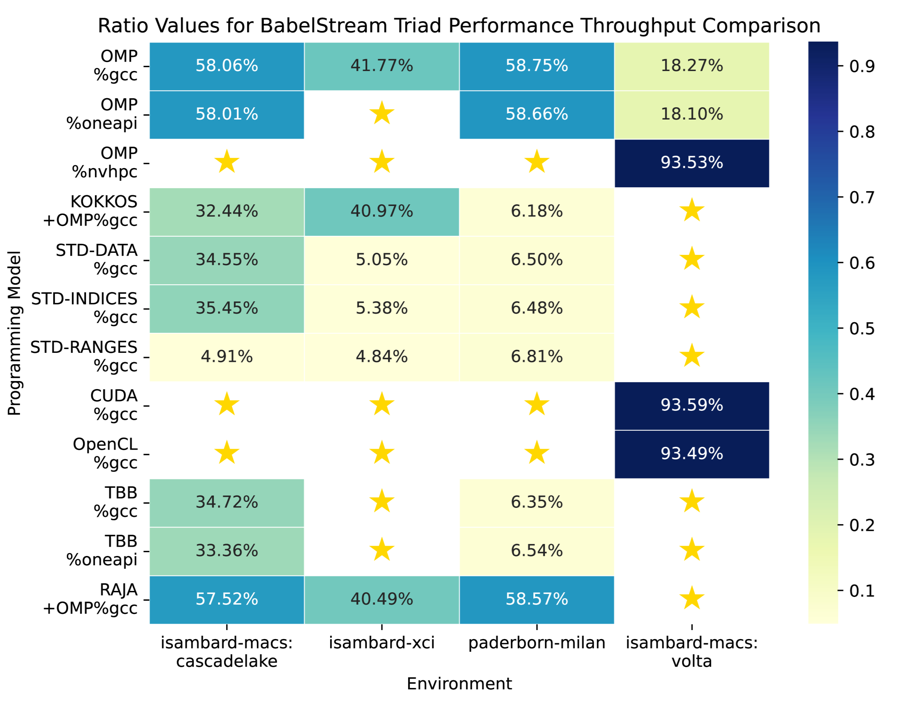 Ratio Values for BabelStream Triad Performance Throughput Comparison
Programming Model
OMP
%gcc
58.06% 41.77% 58.75% 18.27%
OMP
%oneapi
58.01% 58.66% 18.10%
OMP
%nvhpc
93.53%
KOKKOS
+OMP%gcc
32.44% 40.97% 6.18%
STD-DATA
%gcc
34.55% 5.05% 6.50%
STD-INDICES
%gcc
35.45% 5.38% 6.48%
STD-RANGES
%gcc
4.91% 4.84% 6.81%
CUDA
%gcc
93.59%
OpenCL
%gcc
93.49%
TBB
%gcc
34.72% 6.35%
TBB
%oneapi
33.36% 6.54%
RAJA
+OMP%gcc
57.52% 40.49% 58.57%
isambard-macs:
cascadelake
isambard-xci
paderborn-milan
isambard-macs:
volta
Environment
0.9
0.8
0.7
0.6
0.5
0.4
0.3
0.2
0.1